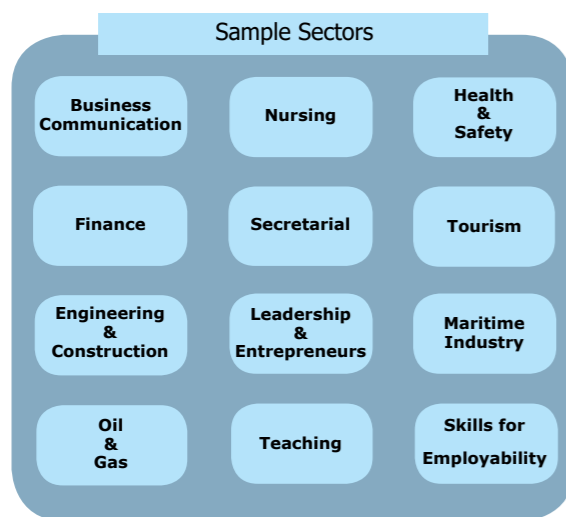 Sample Sectors
Business
Communication
Nursing
Health
&
Safety
Finance
Secretarial
Tourism
Engineering
&
Construction
Leadership
&
Entrepreneurs
Maritime
Industry
Oil
&
Gas
Teaching
Skills for
Employability